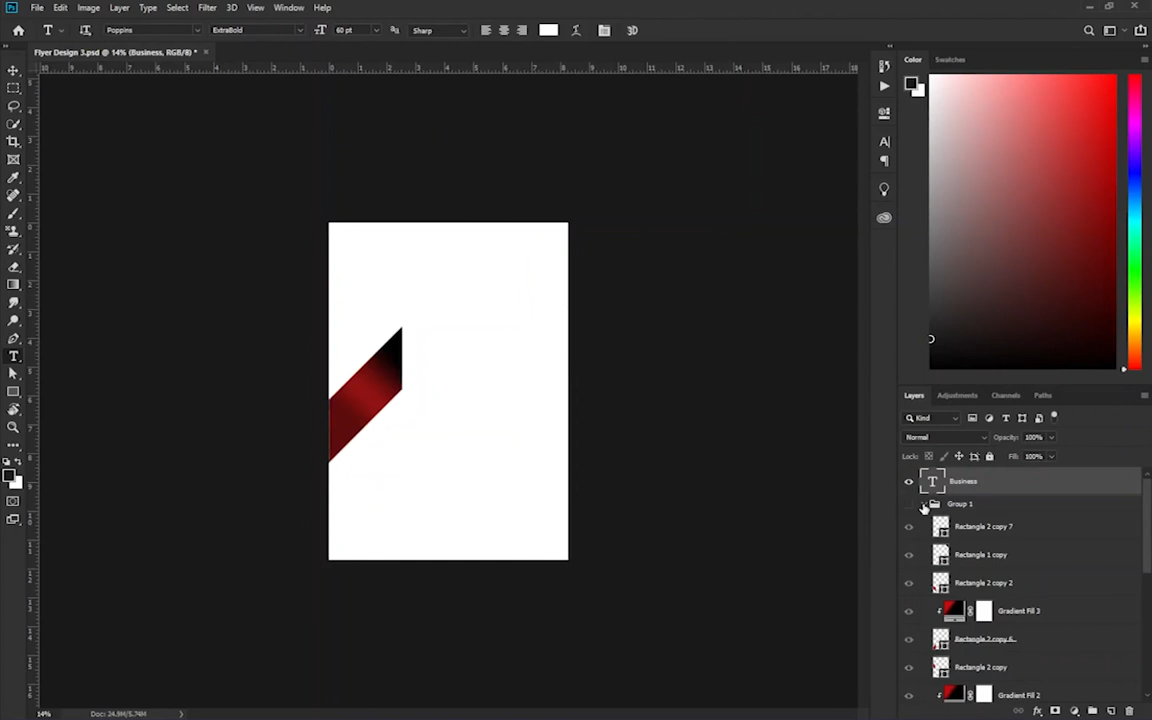 Ps File Edit Image Layer Type Select Filter 3D View Window Help
T Poppins ExtraBold 60 pt Sharp 3D
Flyer Design 3.psd @ 14% (Business, RGB/8) * ×
Color Swatches
Layers Adjustments Channels Paths
Kind
Normal Opacity: 100%
Lock: Fill: 100%
Business
Group 1
Rectangle 2 copy 7
Rectangle 1 copy
Rectangle 2 copy 2
Gradient Fill 3
Rectangle 2 copy 6
Rectangle 2 copy
Gradient Fill 2
14% Doc: 24.9M/5.74M